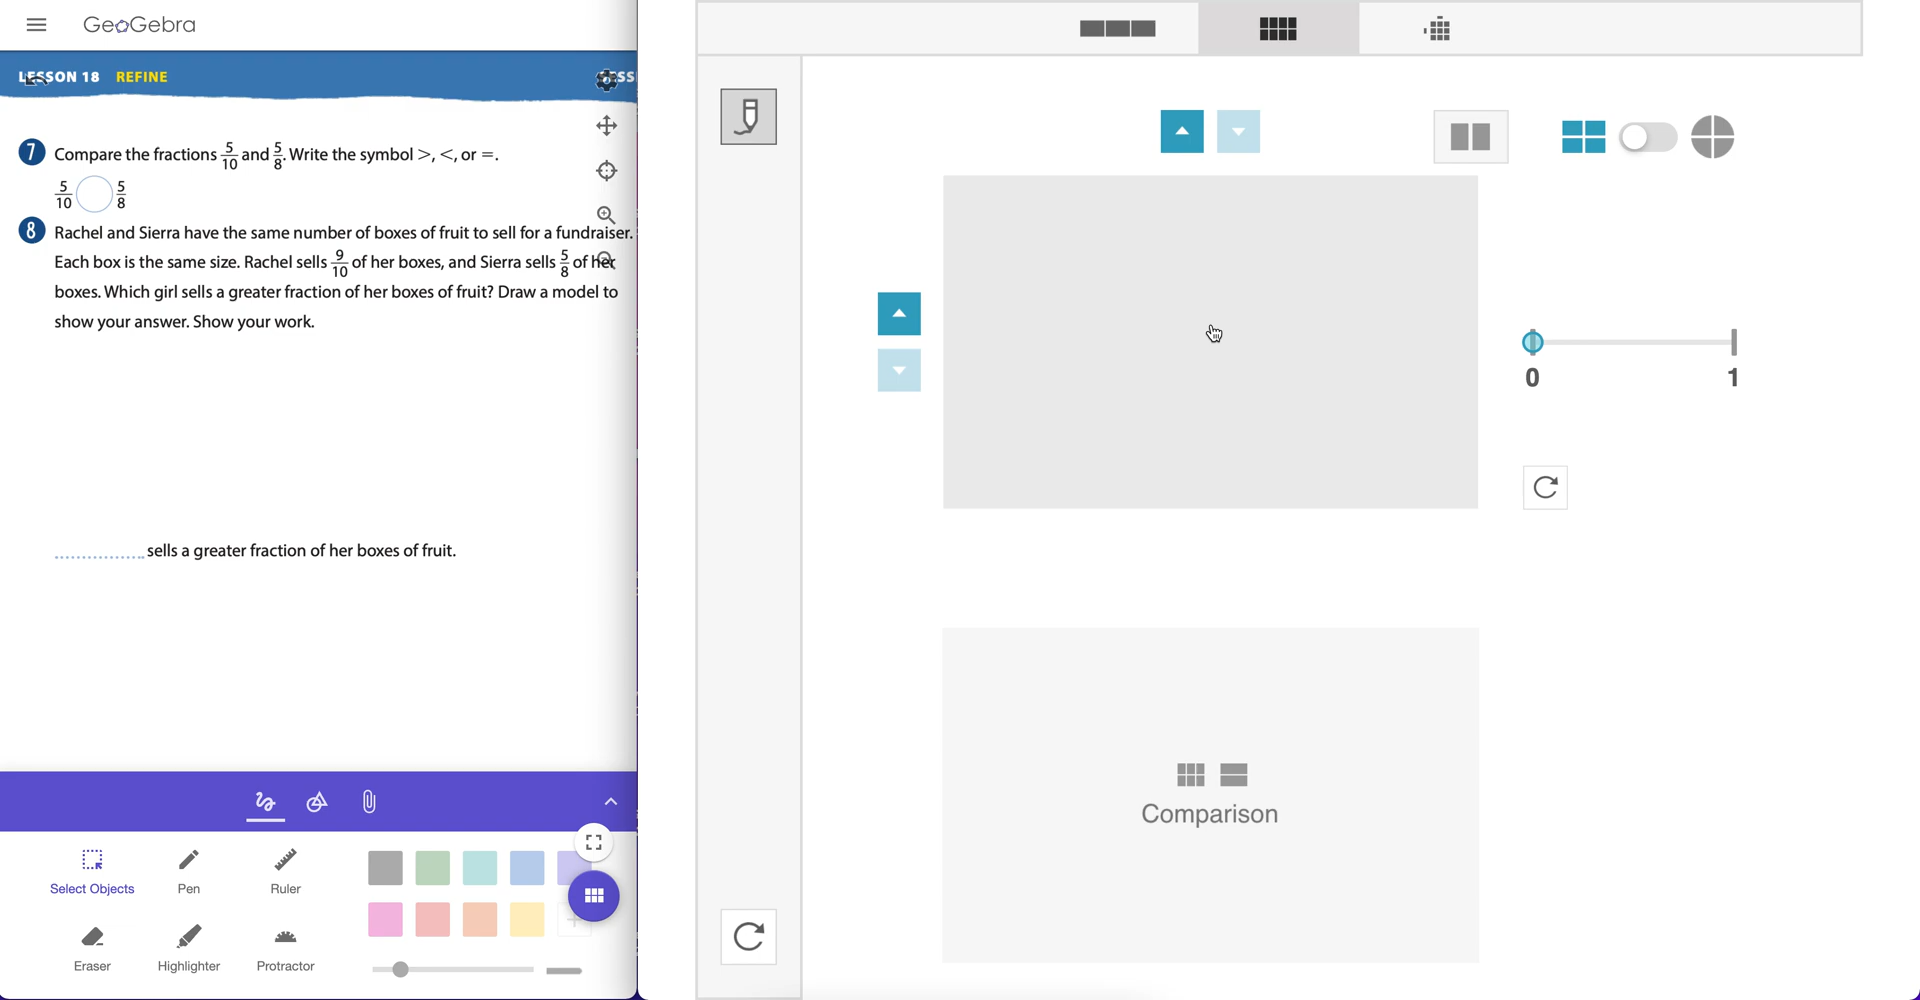 GeoGebra
LESSON 18 REFINE
7 Compare the fractions 5/10 and 5/8. Write the symbol >, <, or =.
5/10 5/8
8 Rachel and Sierra have the same number of boxes of fruit to sell for a fundraiser.
Each box is the same size. Rachel sells 9/10 of her boxes, and Sierra sells 5/8 of her
boxes. Which girl sells a greater fraction of her boxes of fruit? Draw a model to
show your answer. Show your work.
sells a greater fraction of her boxes of fruit.
Select Objects
Pen
Ruler
Eraser
Highlighter
Protractor
0 1
Comparison